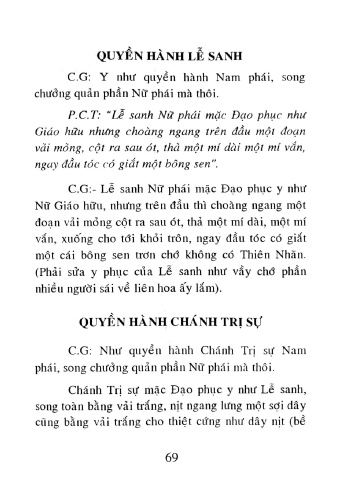 QUYỀN HÀNH LỄ SANH
C.G: Y như quyền hành Nam phái, song
chưởng quản phần Nữ phái mà thôi.
P.C.T: “Lễ sanh Nữ phái mặc Đạo phục như
Giáo hữu nhưng choàng ngang trên đầu một đoạn
vải mỏng, cột ra sau ót, thả một mí dài một mí vắn,
ngay đầu tóc có giắt một bông sen”.
C.G:- Lễ sanh Nữ phái mặc Đạo phục y như
Nữ Giáo hữu, nhưng trên đầu thì choàng ngang một
đoạn vải mỏng cột ra sau ót, thả một mí dài, một mí
vắn, xuống cho tới khỏi trôn, ngay đầu tóc có giắt
một cái bông sen trơn chớ không có Thiên Nhãn.
(Phải sửa y phục của Lễ sanh như vầy chớ phần
nhiều người sái về liên hoa ấy lắm).
QUYỀN HÀNH CHÁNH TRỊ SỰ
C.G: Như quyền hành Chánh Trị sự Nam
phái, song chưởng quản phần Nữ phái mà thôi.
Chánh Trị sự mặc Đạo phục y như Lễ sanh,
song toàn bằng vải trắng, nịt ngang lưng một sợi dây
cũng bằng vải trắng cho thiệt cứng như dây nịt (bề
69